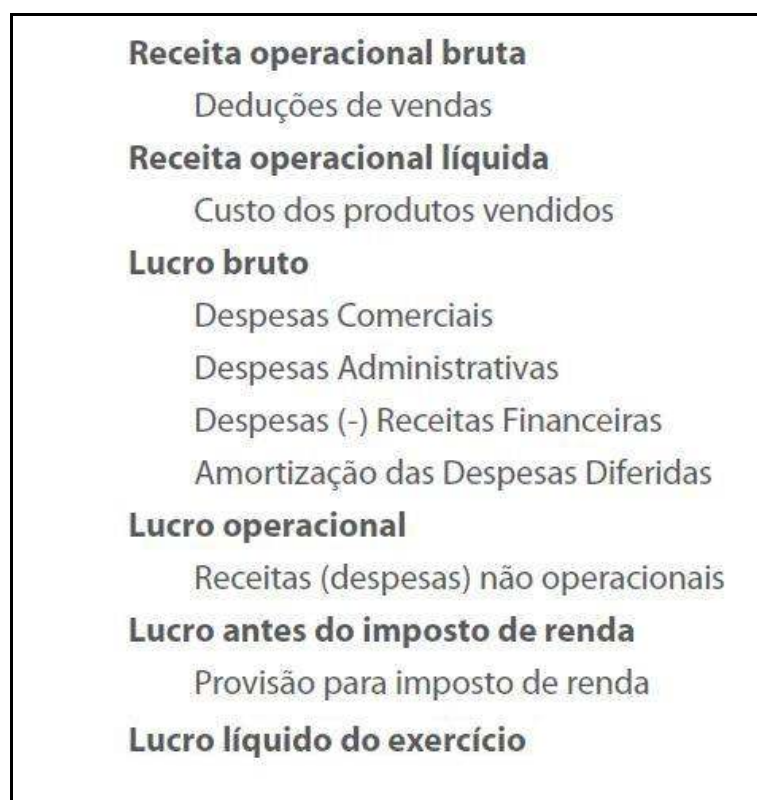 Receita operacional bruta
Deduções de vendas
Receita operacional líquida
Custo dos produtos vendidos
Lucro bruto
Despesas Comerciais
Despesas Administrativas
Despesas (-) Receitas Financeiras
Amortização das Despesas Diferidas
Lucro operacional
Receitas (despesas) não operacionais
Lucro antes do imposto de renda
Provisão para imposto de renda
Lucro líquido do exercício